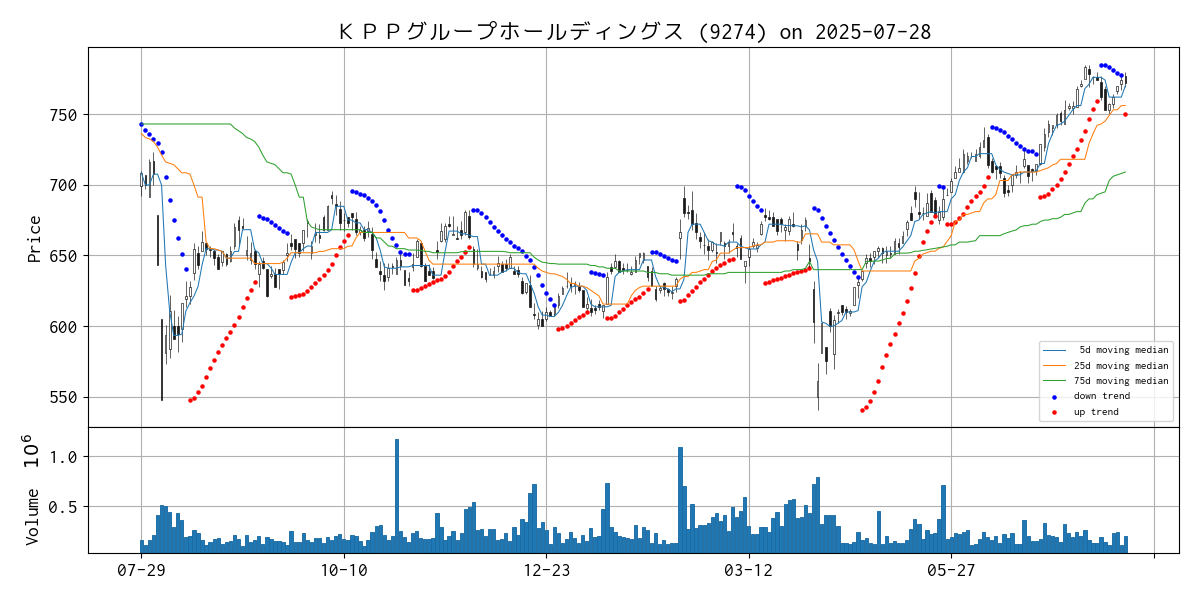 KPPグループホールディングス (9274) on 2025-07-28
Price
750
700
650
600
550
5d moving median
25d moving median
75d moving median
down trend
up trend
Volume 10^6
1.0
0.5
07-29 10-10 12-23 03-12 05-27